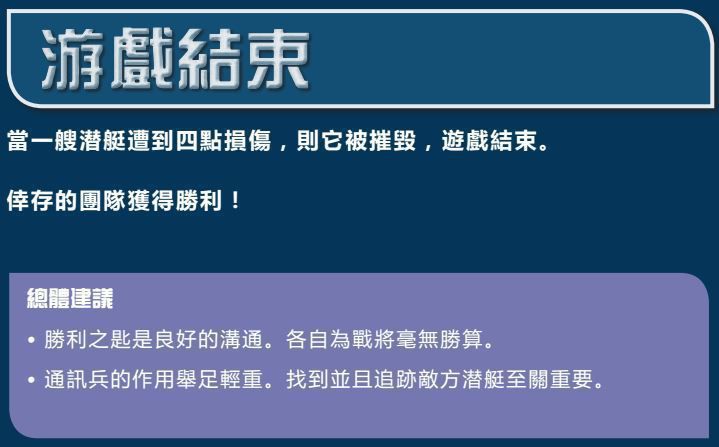 游戲結束
當一艘潜艇遭到四點損傷，則它被摧毀，遊戲結束。
倖存的團隊獲得勝利！
總體建議
• 勝利之匙是良好的溝通。各自為戰將毫無勝算。
• 通訊兵的作用舉足輕重。找到並且追跡敵方潜艇至關重要。